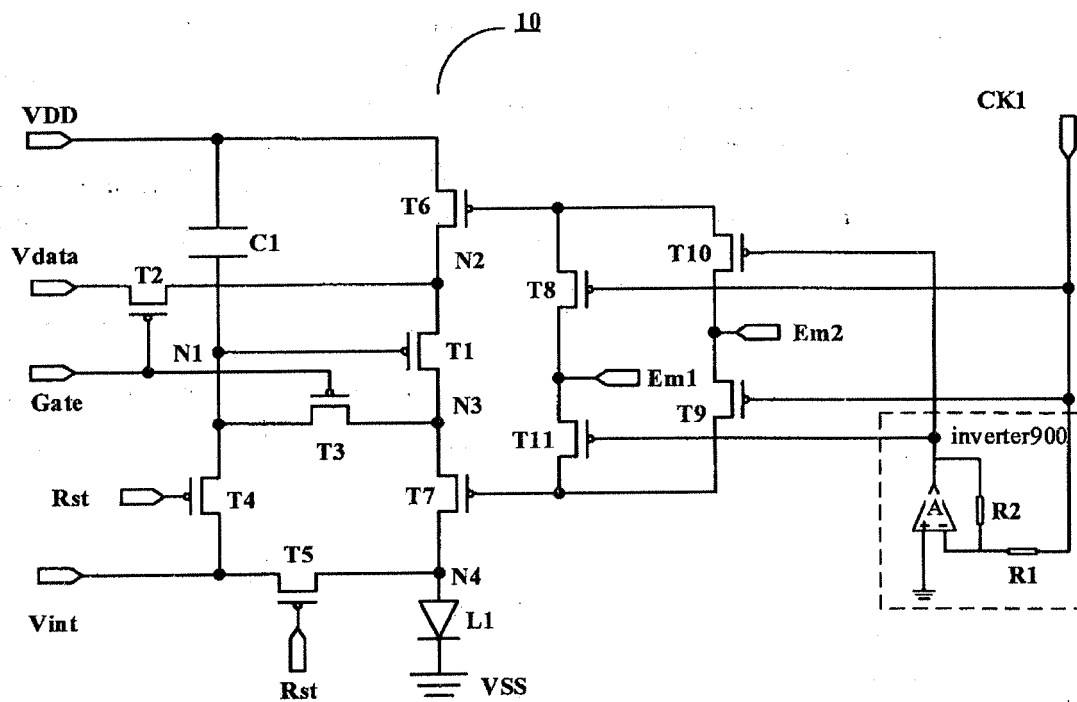 10
VDD
CK1
T6
C1
N2
T10
Vdata
T2
T8
Em2
N1
T1
Em1
Gate
N3
T9
T3
T11
inverter900
Rst
T4
T7
A
R2
+ -
T5
N4
R1
Vint
L1
Rst
VSS